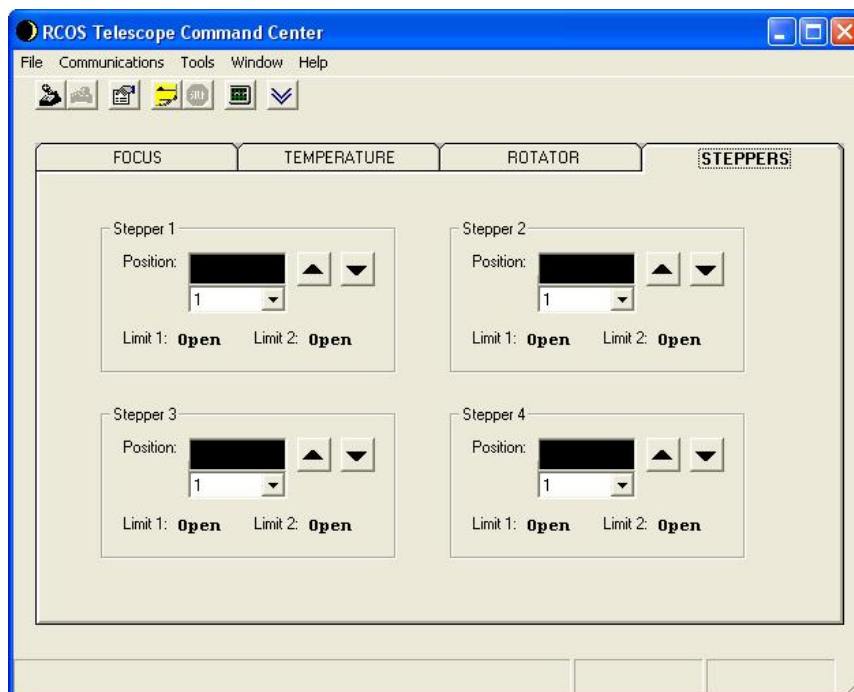 RCOS Telescope Command Center
File Communications Tools Window Help
FOCUS TEMPERATURE ROTATOR STEPPERS
Stepper 1
Position:
1
Limit 1: Open Limit 2: Open
Stepper 2
Position:
1
Limit 1: Open Limit 2: Open
Stepper 3
Position:
1
Limit 1: Open Limit 2: Open
Stepper 4
Position:
1
Limit 1: Open Limit 2: Open